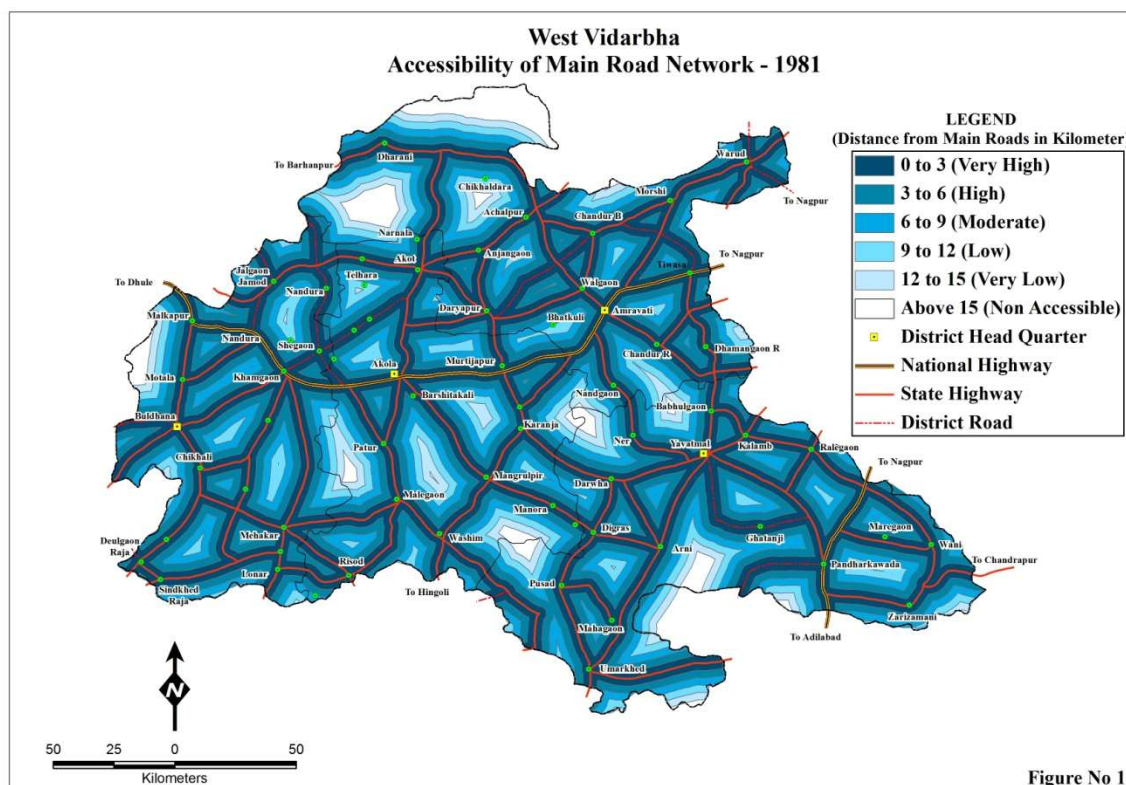 West Vidarbha
Accessibility of Main Road Network - 1981
LEGEND
(Distance from Main Roads in Kilometer)
0 to 3 (Very High)
3 to 6 (High)
6 to 9 (Moderate)
9 to 12 (Low)
12 to 15 (Very Low)
Above 15 (Non Accessible)
District Head Quarter
National Highway
State Highway
District Road
To Barhanpur
Dharani
Chikhaldara
Achalpur
Warud
Morshi
To Nagpur
Chandur B
Narnala
Akot
Anjangaon
To Nagpur
Tiwasa
Jalgaon
Jamod
Telhara
Nandura
Walgaon
To Dhule
Malkapur
Daryapur
Bhatkuli
Amravati
Nandura
Shegaon
Akola
Murtijapur
Chandur R
Dhamangaon R
Motala
Khamgaon
Barshitakali
Nandgaon
Babhulgaon
Buldhana
Karanja
Ner
Yavatmal
Kalamb
Ralegaon
Patur
Chikhali
Mangrulpir
Darwha
To Nagpur
Malegaon
Manora
Mehakar
Washim
Digras
Ghatanji
Maregaon
Wani
Deulgaon
Raja
Arni
Pandharkawada
To Chandrapur
Lonar
Risod
Sindkhed
Raja
To Hingoli
Pusad
Mahagaon
Zarizamani
To Adilabad
Umarkhed
N
50 25 0 50
Kilometers
Figure No 1